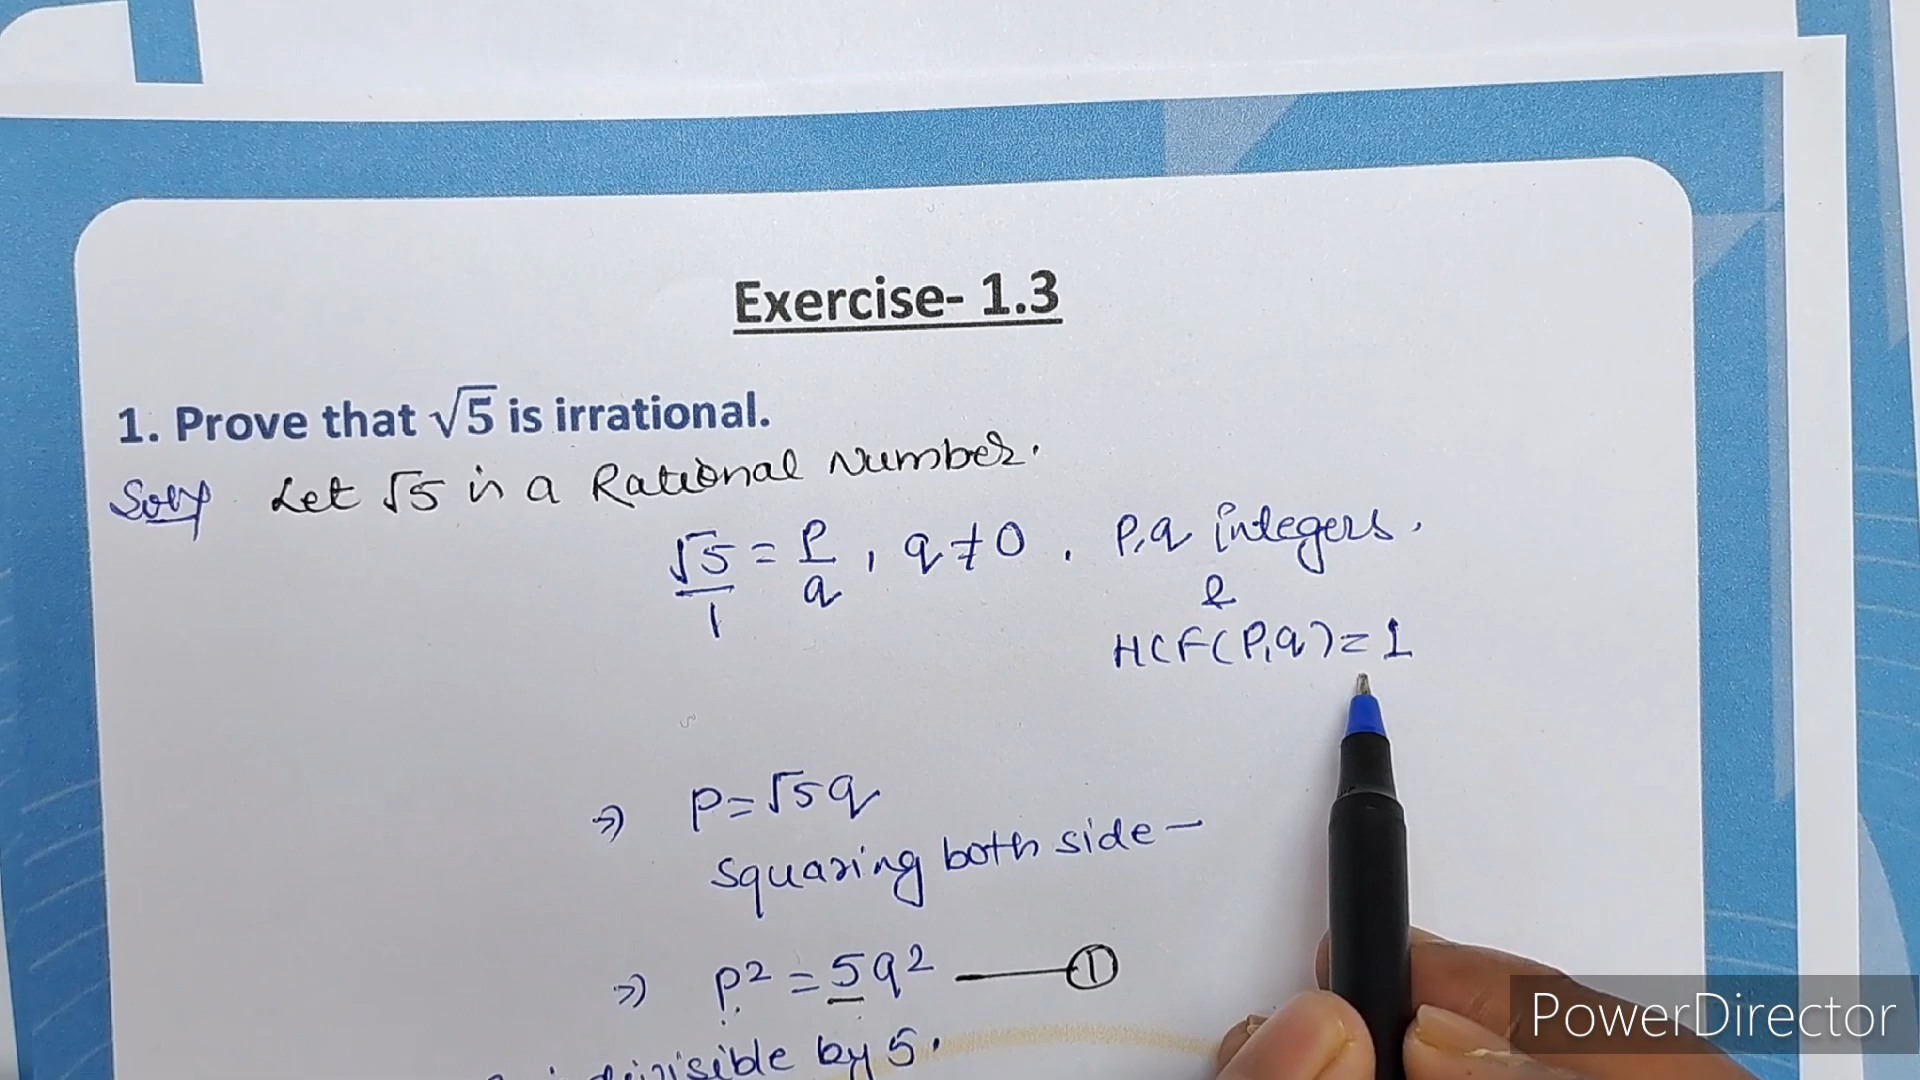 Exercise- 1.3
1. Prove that √5 is irrational.
Soln Let √5 is a Rational Number.
√5/1 = p/q, q≠0. p,q integers.
&
HCF(p,q)=1
⇒ p=√5q
Squaring both side-
⇒ p² = 5q² —— ①
divisible by 5.
PowerDirector